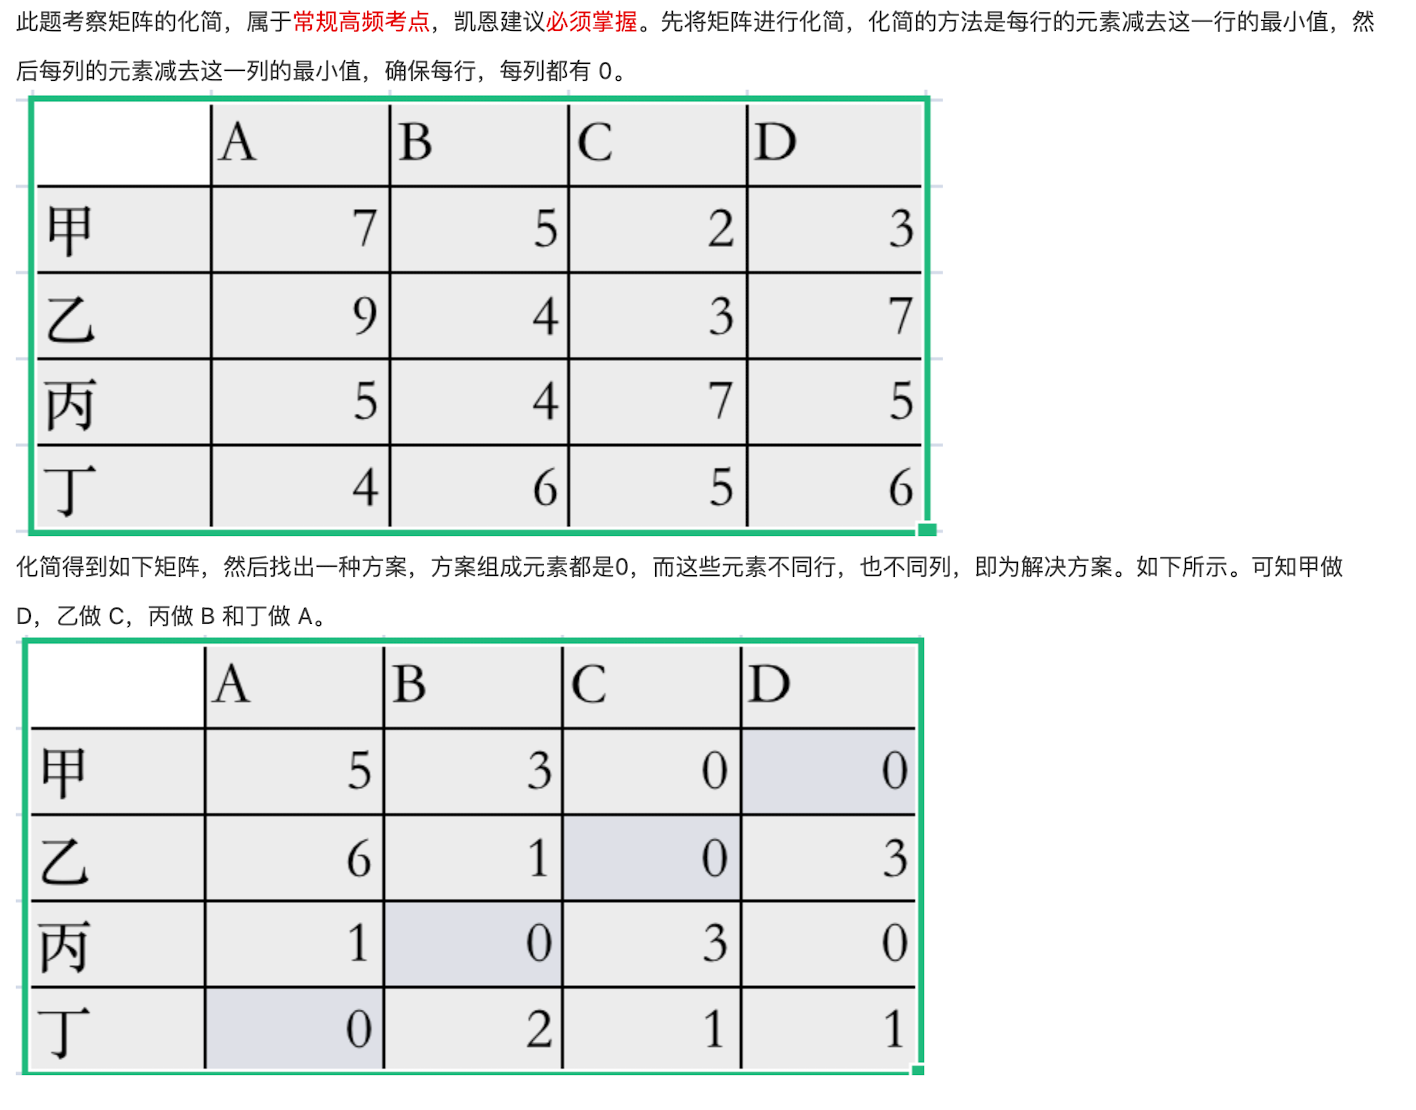 此题考察矩阵的化简，属于常规高频考点，凯恩建议必须掌握。先将矩阵进行化简，化简的方法是每行的元素减去这一行的最小值，然
后每列的元素减去这一列的最小值，确保每行，每列都有 0。
A B C D
甲 7 5 2 3
乙 9 4 3 7
丙 5 4 7 5
丁 4 6 5 6
化简得到如下矩阵，然后找出一种方案，方案组成元素都是0，而这些元素不同行，也不同列，即为解决方案。如下所示。可知甲做
D，乙做 C，丙做 B 和丁做 A。
A B C D
甲 5 3 0 0
乙 6 1 0 3
丙 1 0 3 0
丁 0 2 1 1